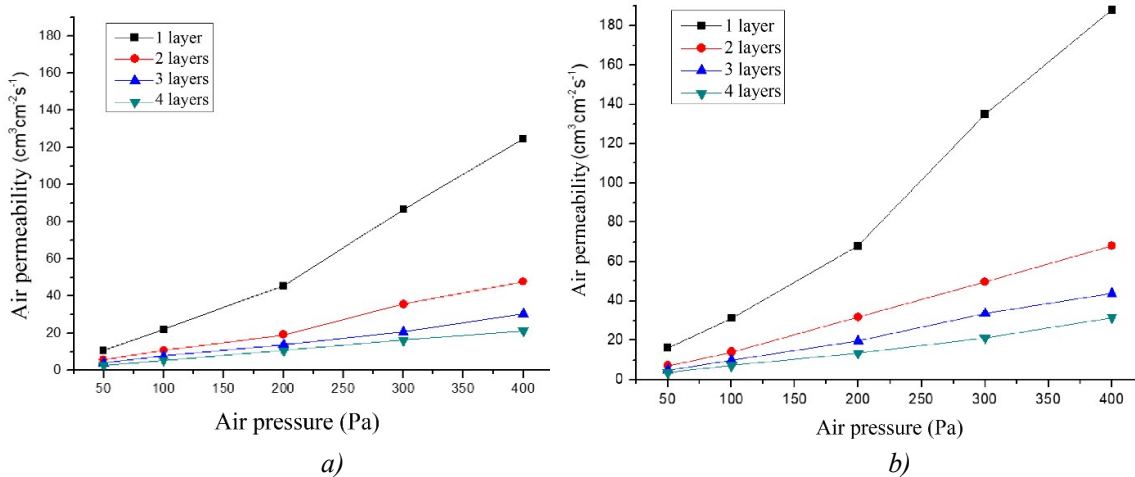 Air permeability (cm³cm⁻²s⁻¹)
180
160
140
120
100
80
60
40
20
0
1 layer
2 layers
3 layers
4 layers
50 100 150 200 250 300 350 400
Air pressure (Pa)
a)
Air permeability (cm³cm⁻²s⁻¹)
180
160
140
120
100
80
60
40
20
0
1 layer
2 layers
3 layers
4 layers
50 100 150 200 250 300 350 400
Air pressure (Pa)
b)